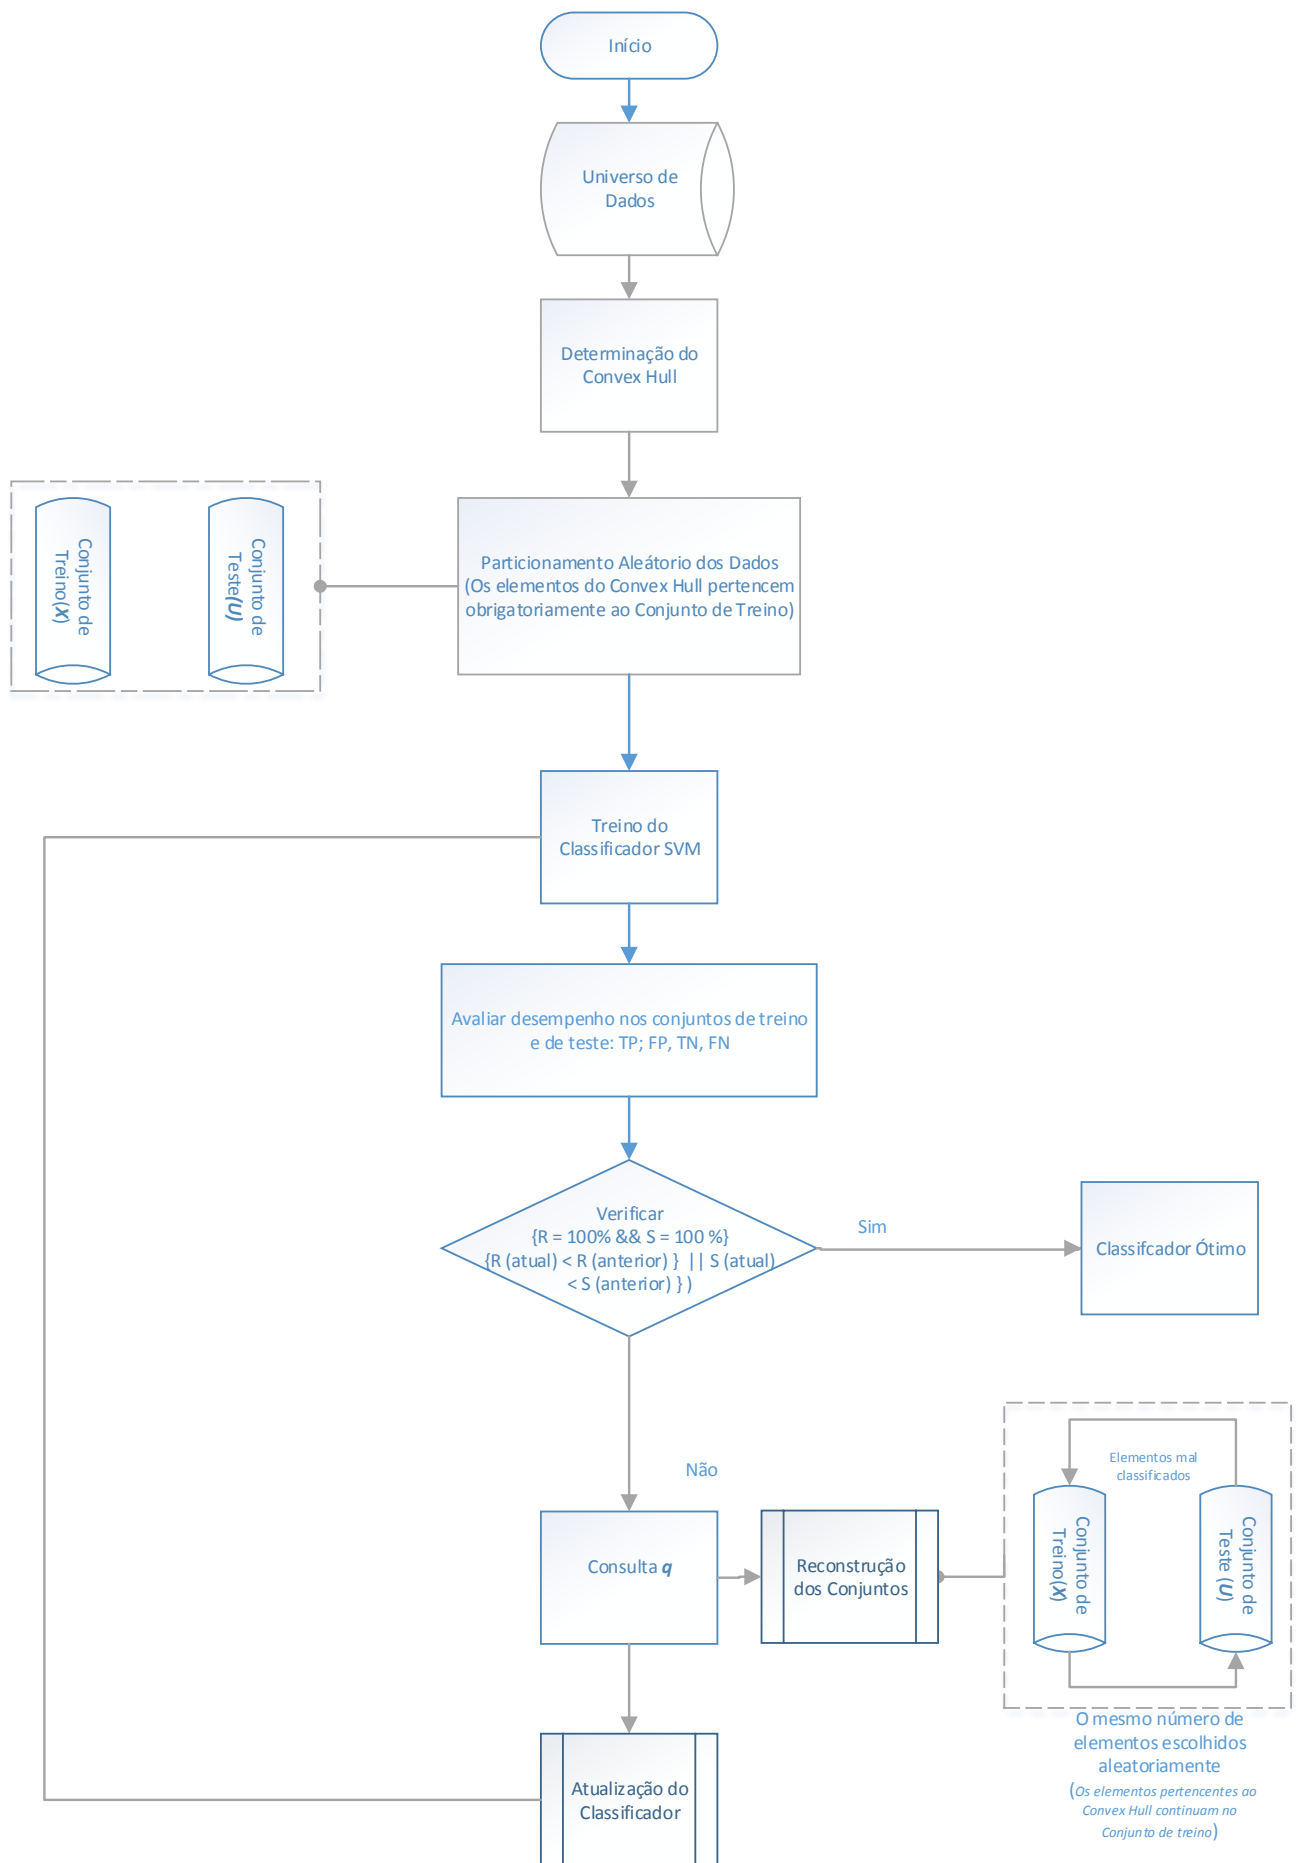 Início
Universo de
Dados
Determinação do
Convex Hull
Conjunto de
Treino(X)
Conjunto de
Teste(U)
Particionamento Aleátorio dos Dados
(Os elementos do Convex Hull pertencem
obrigatoriamente ao Conjunto de Treino)
Treino do
Classificador SVM
Avaliar desempenho nos conjuntos de treino
e de teste: TP; FP, TN, FN
Verificar
{R = 100% && S = 100 %}
{R (atual) < R (anterior) } || S (atual)
< S (anterior) } )
Sim
Classifcador Ótimo
Não
Consulta q
Reconstrução
dos Conjuntos
Elementos mal
classificados
Conjunto de
Treino(X)
Conjunto de
Teste (U)
O mesmo número de
elementos escolhidos
aleatoriamente
(Os elementos pertencentes ao
Convex Hull continuam no
Conjunto de treino)
Atualização do
Classificador